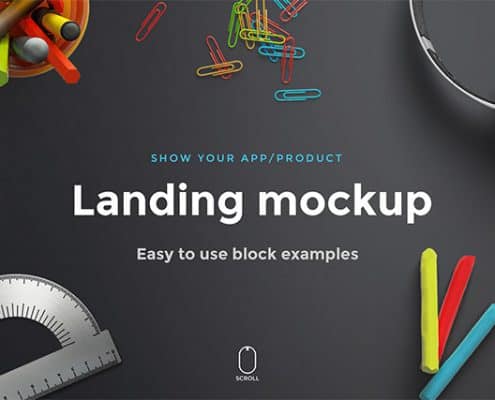 SHOW YOUR APP/PRODUCT
Landing mockup
Easy to use block examples
SCROLL